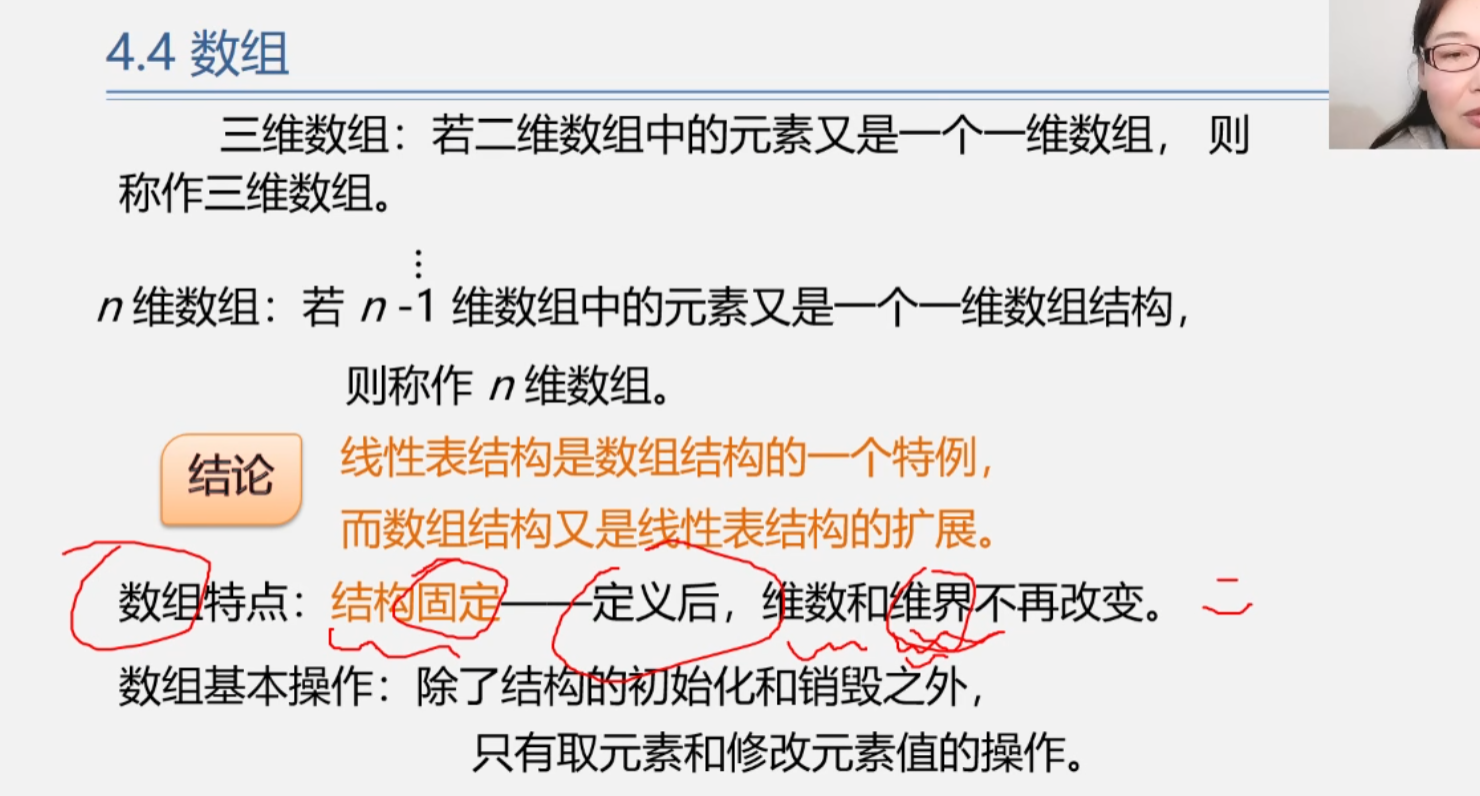 4.4 数组
三维数组：若二维数组中的元素又是一个一维数组， 则
称作三维数组。
⋮
n 维数组：若 n -1 维数组中的元素又是一个一维数组结构，
则称作 n 维数组。
结论
线性表结构是数组结构的一个特例，
而数组结构又是线性表结构的扩展。
数组特点：结构固定——定义后，维数和维界不再改变。 二
数组基本操作：除了结构的初始化和销毁之外，
只有取元素和修改元素值的操作。